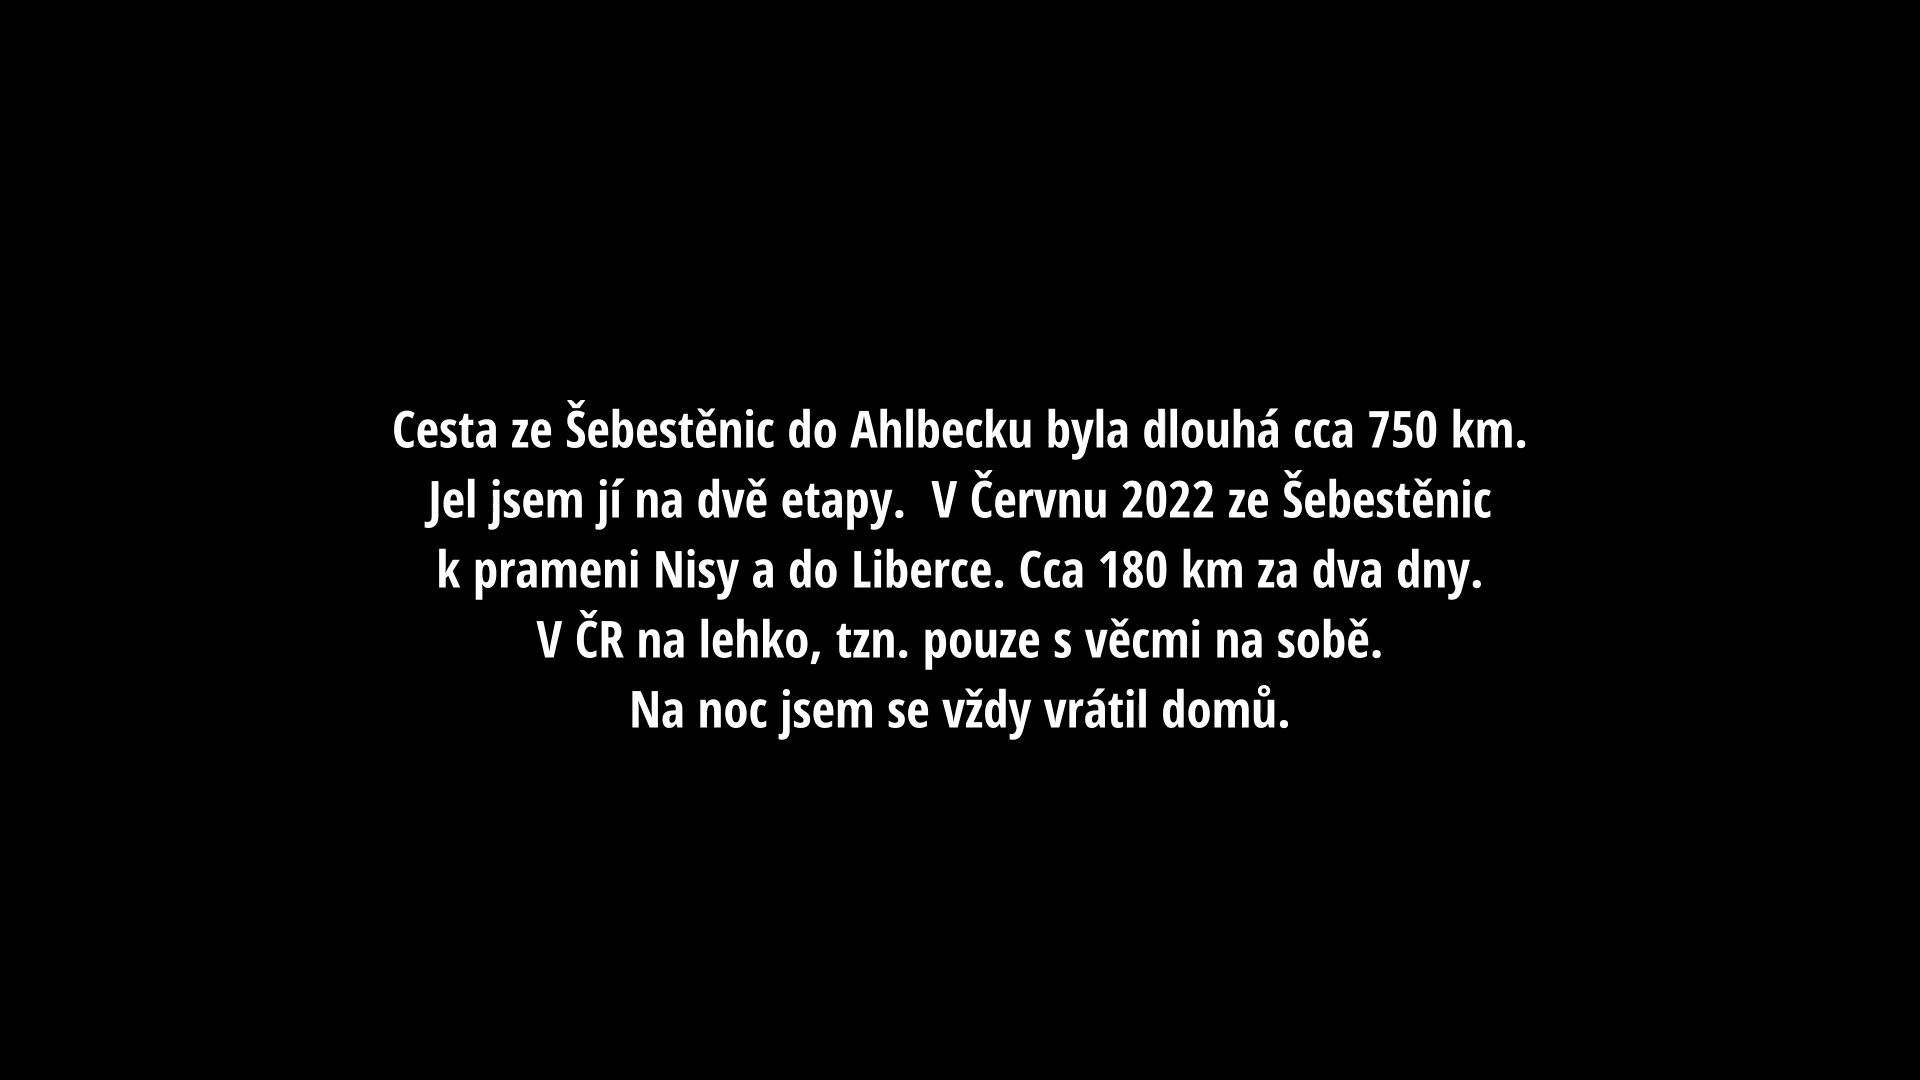 Cesta ze Šebestěnic do Ahlbecku byla dlouhá cca 750 km.
Jel jsem jí na dvě etapy.  V Červnu 2022 ze Šebestěnic
k prameni Nisy a do Liberce. Cca 180 km za dva dny.
V ČR na lehko, tzn. pouze s věcmi na sobě.
Na noc jsem se vždy vrátil domů.